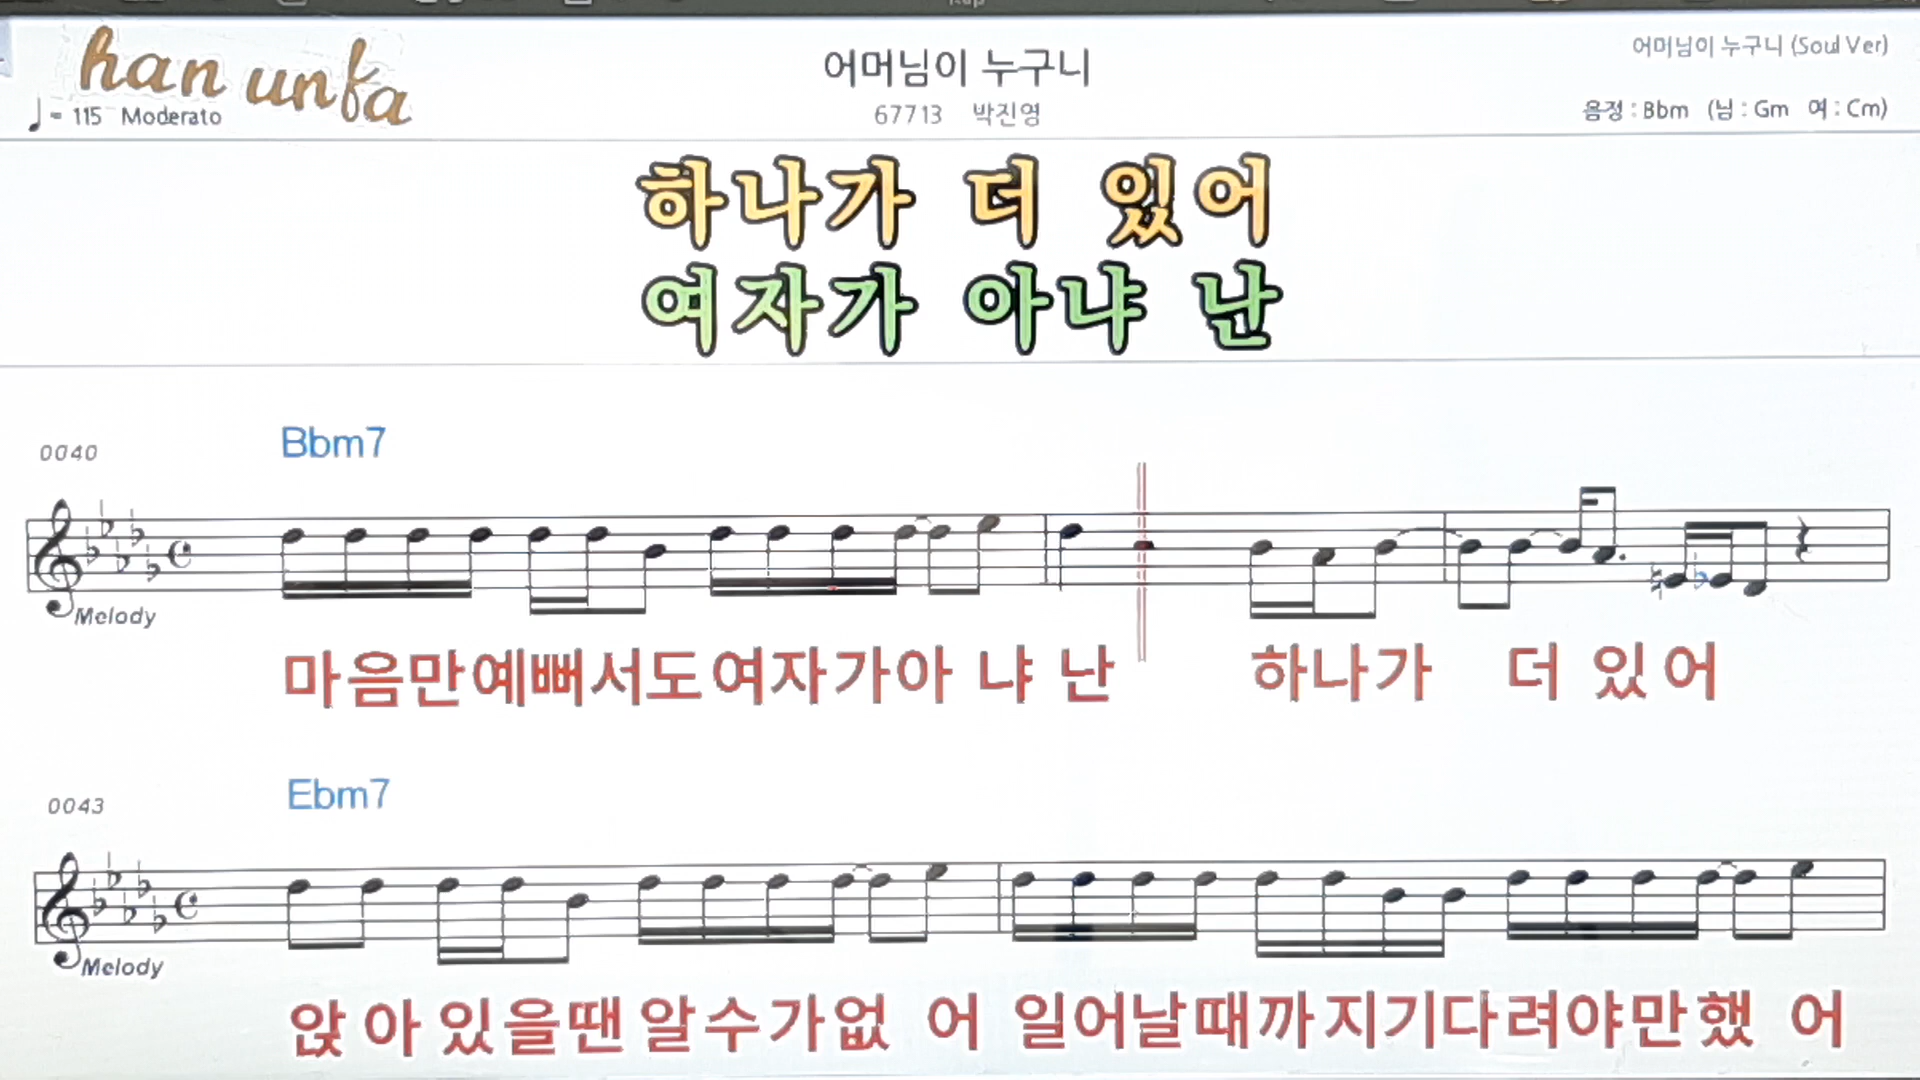 han unfa
♩= 115 Moderato
어머님이 누구니
67713 박진영
어머님이 누구니 (Soul Ver)
음정 : Bbm (남 : Gm 여 : Cm)
하나가 더 있어
여자가 아냐 난
0040
Bbm7
Melody
마음만예뻐서도여자가아 냐 난 하나가 더 있어
0043
Ebm7
Melody
앉아있을땐알수가없 어 일어날때까지기다려야만했 어